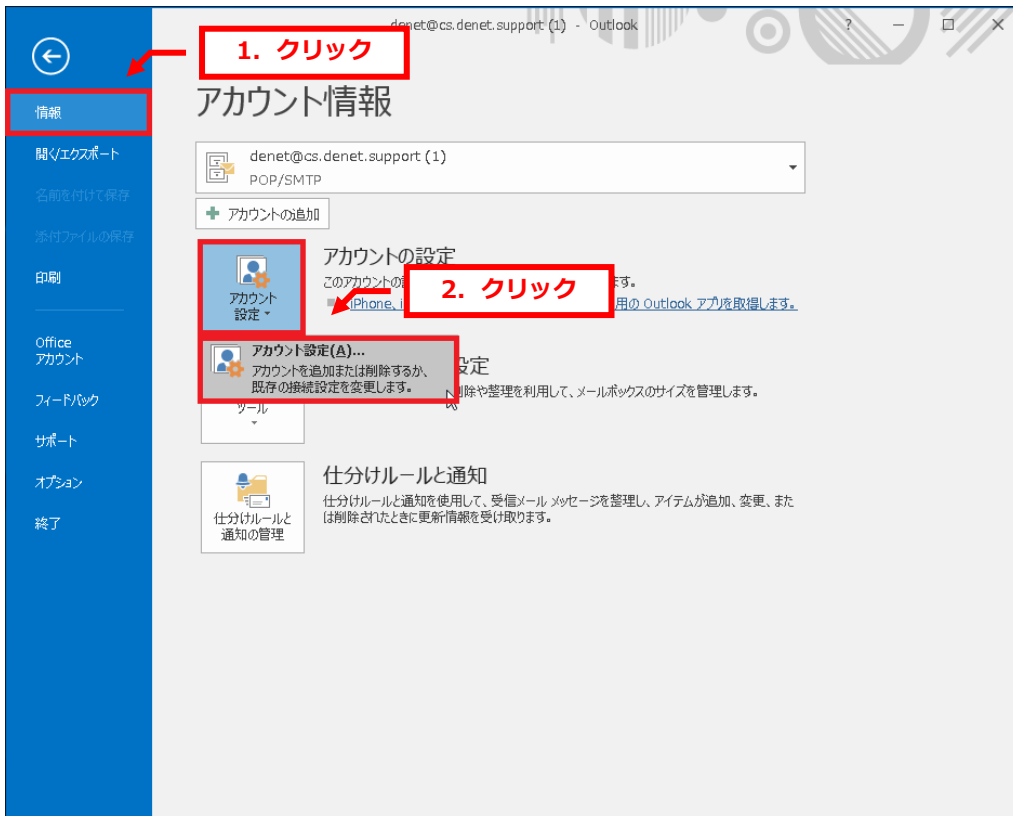 denet@cs.denet.support (1) - Outlook
?
1. クリック
アカウント情報
情報
開く/エクスポート
名前を付けて保存
添付ファイルの保存
印刷
Office
アカウント
フィードバック
サポート
オプション
終了
denet@cs.denet.support (1)
POP/SMTP
アカウントの追加
アカウント
設定
アカウントの設定
このアカウントの
ます。
2. クリック
iPhone、
用の Outlook アプリを取得します。
アカウント設定(A)...
アカウントを追加または削除するか、
既存の接続設定を変更します。
設定
除や整理を利用して、メールボックスのサイズを管理します。
ツール
仕分けルールと
通知の管理
仕分けルールと通知
仕分けルールと通知を使用して、受信メール メッセージを整理し、アイテムが追加、変更、また
は削除されたときに更新情報を受け取ります。